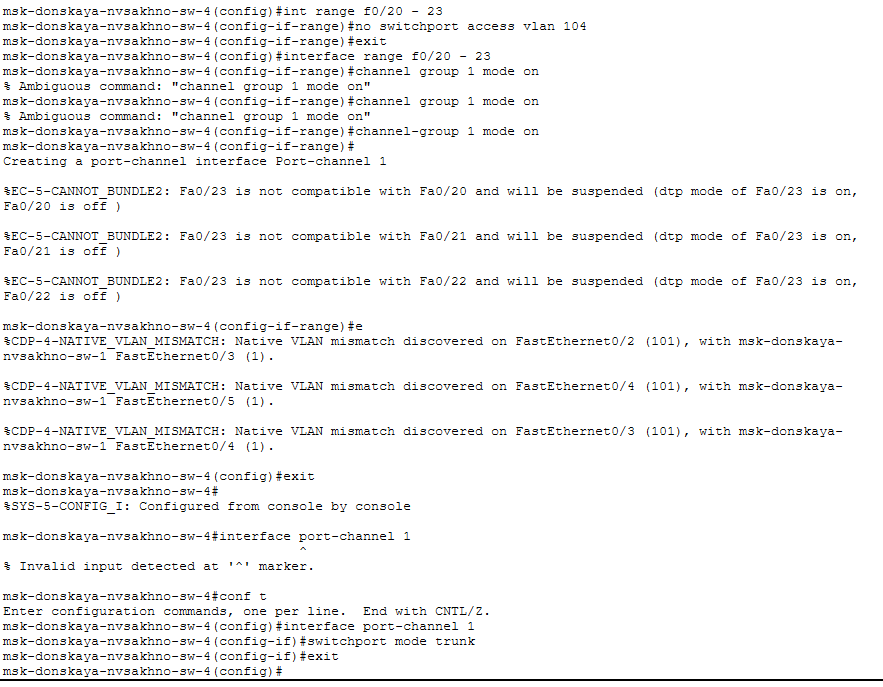 msk-donskaya-nvsakhno-sw-4(config)#int range f0/20 - 23
msk-donskaya-nvsakhno-sw-4(config-if-range)#no switchport access vlan 104
msk-donskaya-nvsakhno-sw-4(config-if-range)#exit
msk-donskaya-nvsakhno-sw-4(config)#interface range f0/20 - 23
msk-donskaya-nvsakhno-sw-4(config-if-range)#channel group 1 mode on
% Ambiguous command: "channel group 1 mode on"
msk-donskaya-nvsakhno-sw-4(config-if-range)#channel group 1 mode on
% Ambiguous command: "channel group 1 mode on"
msk-donskaya-nvsakhno-sw-4(config-if-range)#channel-group 1 mode on
msk-donskaya-nvsakhno-sw-4(config-if-range)#
Creating a port-channel interface Port-channel 1
%EC-5-CANNOT_BUNDLE2: Fa0/23 is not compatible with Fa0/20 and will be suspended (dtp mode of Fa0/23 is on,
Fa0/20 is off )
%EC-5-CANNOT_BUNDLE2: Fa0/23 is not compatible with Fa0/21 and will be suspended (dtp mode of Fa0/23 is on,
Fa0/21 is off )
%EC-5-CANNOT_BUNDLE2: Fa0/23 is not compatible with Fa0/22 and will be suspended (dtp mode of Fa0/23 is on,
Fa0/22 is off )
msk-donskaya-nvsakhno-sw-4(config-if-range)#e
%CDP-4-NATIVE_VLAN_MISMATCH: Native VLAN mismatch discovered on FastEthernet0/2 (101), with msk-donskaya-
nvsakhno-sw-1 FastEthernet0/3 (1).
%CDP-4-NATIVE_VLAN_MISMATCH: Native VLAN mismatch discovered on FastEthernet0/4 (101), with msk-donskaya-
nvsakhno-sw-1 FastEthernet0/5 (1).
%CDP-4-NATIVE_VLAN_MISMATCH: Native VLAN mismatch discovered on FastEthernet0/3 (101), with msk-donskaya-
nvsakhno-sw-1 FastEthernet0/4 (1).
msk-donskaya-nvsakhno-sw-4(config)#exit
msk-donskaya-nvsakhno-sw-4#
%SYS-5-CONFIG_I: Configured from console by console
msk-donskaya-nvsakhno-sw-4#interface port-channel 1
^
% Invalid input detected at '^' marker.
msk-donskaya-nvsakhno-sw-4#conf t
Enter configuration commands, one per line. End with CNTL/Z.
msk-donskaya-nvsakhno-sw-4(config)#interface port-channel 1
msk-donskaya-nvsakhno-sw-4(config-if)#switchport mode trunk
msk-donskaya-nvsakhno-sw-4(config-if)#exit
msk-donskaya-nvsakhno-sw-4(config)#